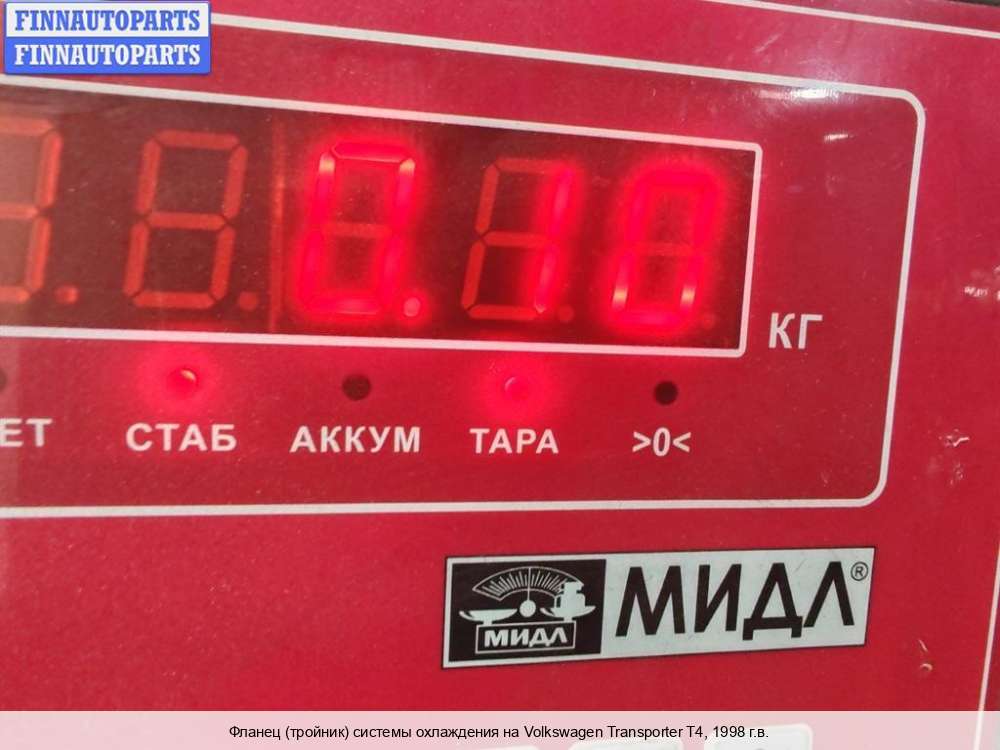 FINNAUTOPARTS
FINNAUTOPARTS
0.10
КГ
ЕТ СТАБ АККУМ ТАРА >0<
МИДЛ МИДЛ®
Фланец (тройник) системы охлаждения на Volkswagen Transporter T4, 1998 г.в.